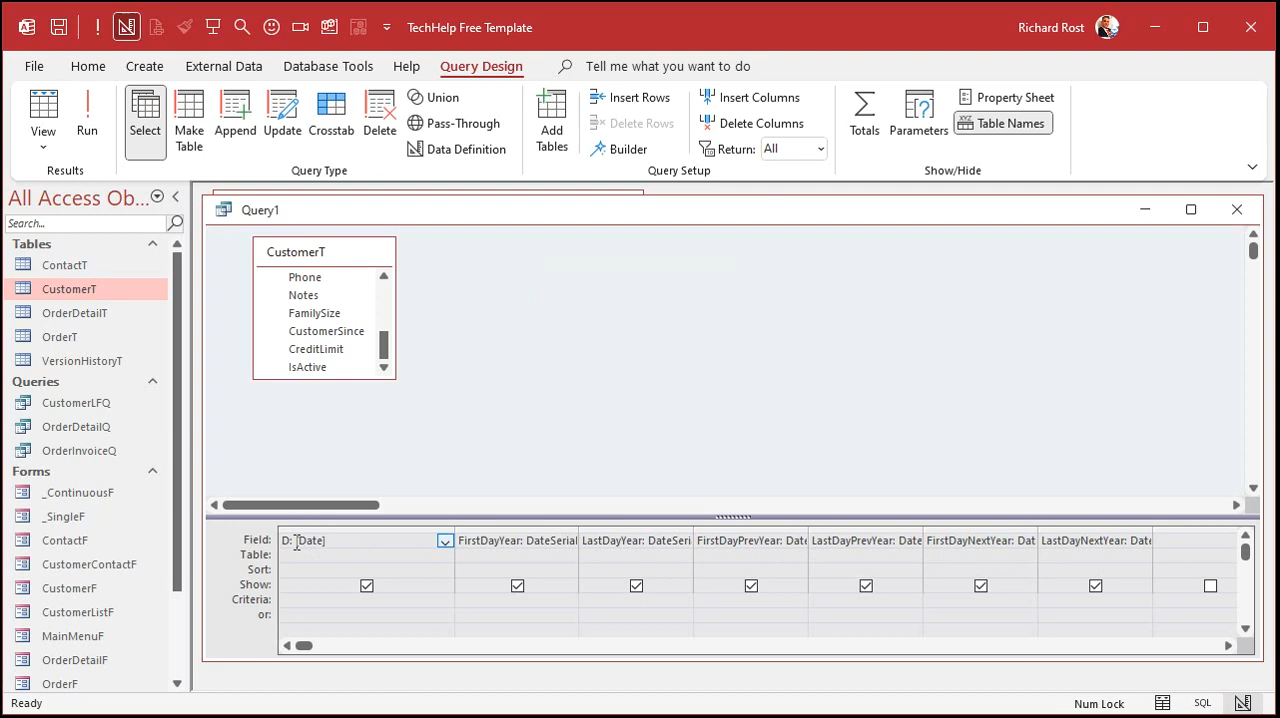 TechHelp Free Template
Richard Rost
File Home Create External Data Database Tools Help Query Design Tell me what you want to do
View
Run
Results
Select
Make Table
Append
Update
Crosstab
Delete
Union
Pass-Through
Data Definition
Query Type
Add Tables
Insert Rows
Delete Rows
Builder
Insert Columns
Delete Columns
Return: All
Query Setup
Totals
Parameters
Property Sheet
Table Names
Show/Hide
All Access Ob...
Search...
Tables
ContactT
CustomerT
OrderDetailT
OrderT
VersionHistoryT
Queries
CustomerLFQ
OrderDetailQ
OrderInvoiceQ
Forms
_ContinuousF
_SingleF
ContactF
CustomerContactF
CustomerF
CustomerListF
MainMenuF
OrderDetailF
OrderF
Query1
CustomerT
Phone
Notes
FamilySize
CustomerSince
CreditLimit
IsActive
Field: D: [Date] FirstDayYear: DateSerial LastDayYear: DateSeri FirstDayPrevYear: Date LastDayPrevYear: Date FirstDayNextYear: Dat LastDayNextYear: Date
Table:
Sort:
Show:
Criteria:
or:
Ready
Num Lock
SQL